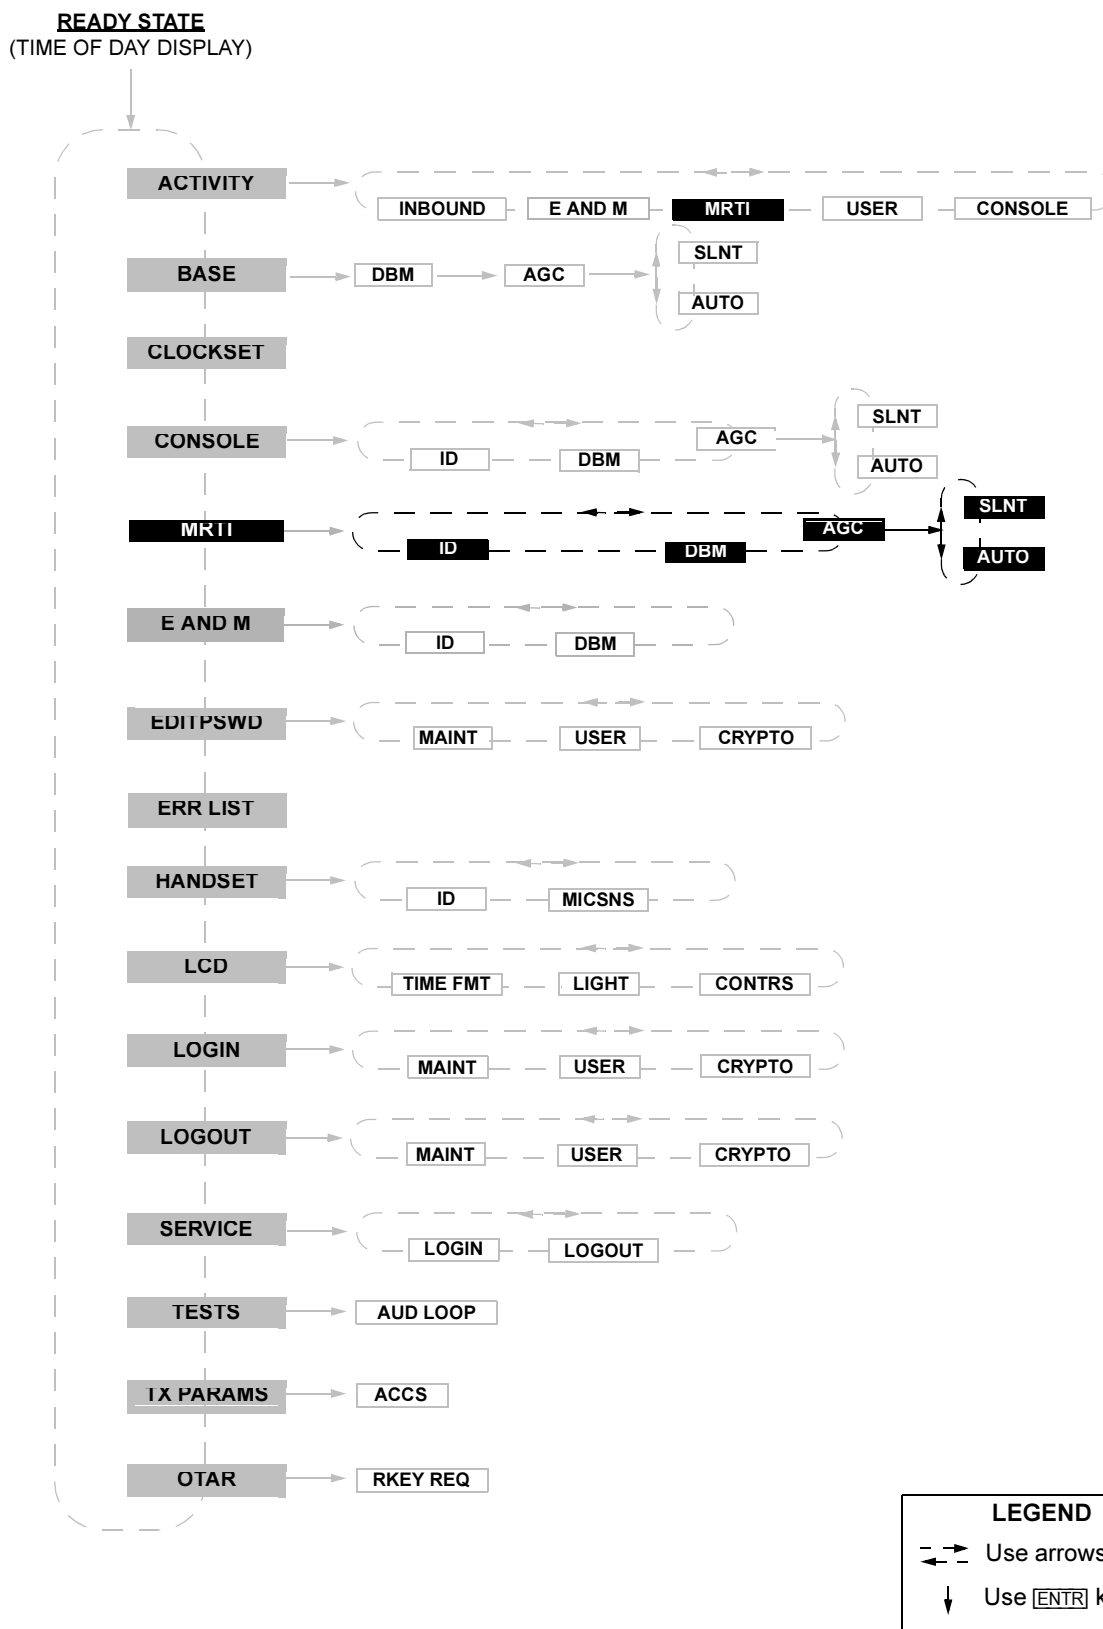 READY STATE
(TIME OF DAY DISPLAY)
ACTIVITY
INBOUND E AND M MRTI USER CONSOLE
BASE DBM AGC
SLNT
AUTO
CLOCKSET
CONSOLE
ID DBM AGC
SLNT
AUTO
MRTI
ID DBM AGC
SLNT
AUTO
E AND M
ID DBM
EDITPSWD
MAINT USER CRYPTO
ERR LIST
HANDSET
ID MICSNS
LCD
TIME FMT LIGHT CONTRS
LOGIN
MAINT USER CRYPTO
LOGOUT
MAINT USER CRYPTO
SERVICE
LOGIN LOGOUT
TESTS AUD LOOP
TX PARAMS ACCS
OTAR RKEY REQ
LEGEND
Use arrows
Use ENTR